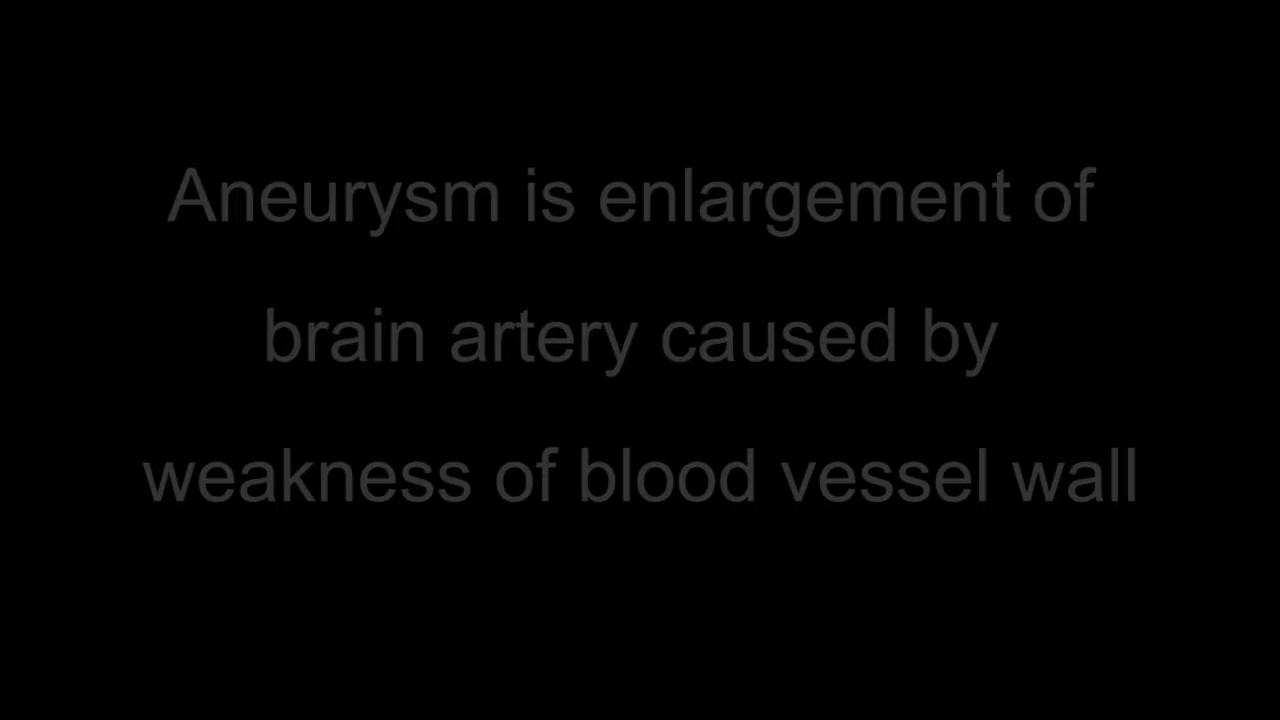 Aneurysm is enlargement of
brain artery caused by
weakness of blood vessel wall